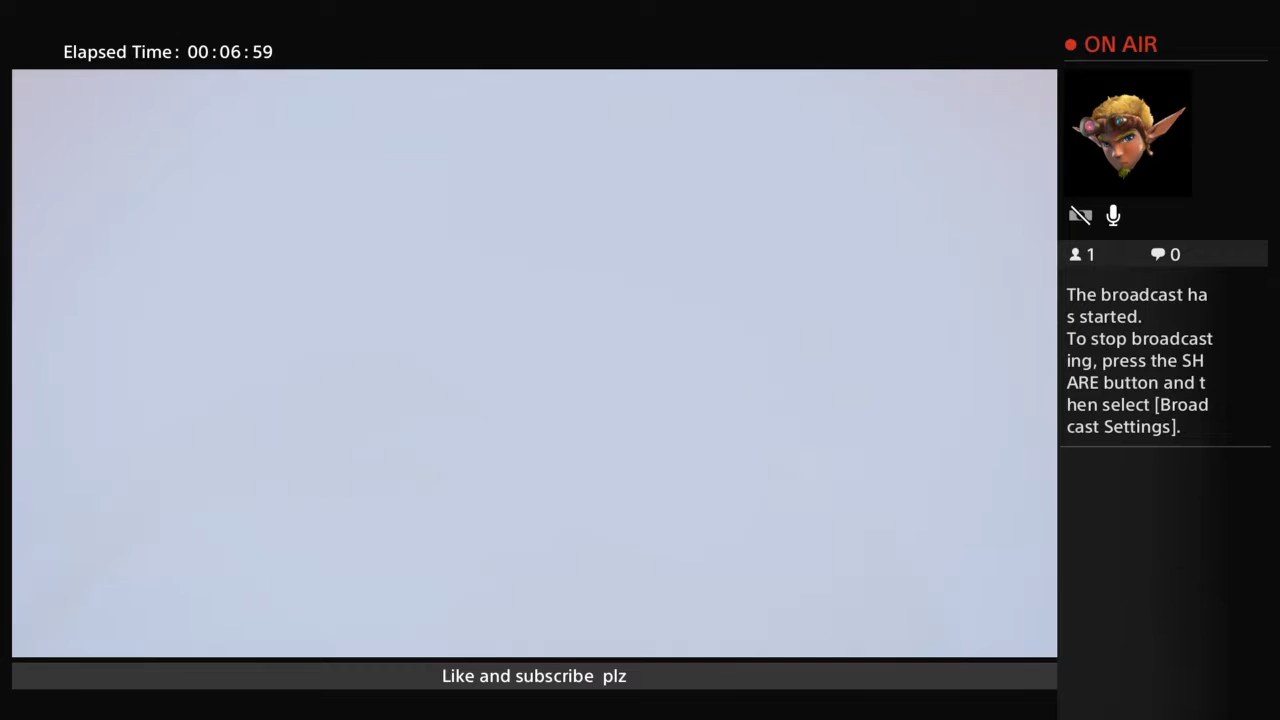 Elapsed Time: 00:06:59
ON AIR
1 0
The broadcast ha
s started.
To stop broadcast
ing, press the SH
ARE button and t
hen select [Broad
cast Settings].
Like and subscribe plz